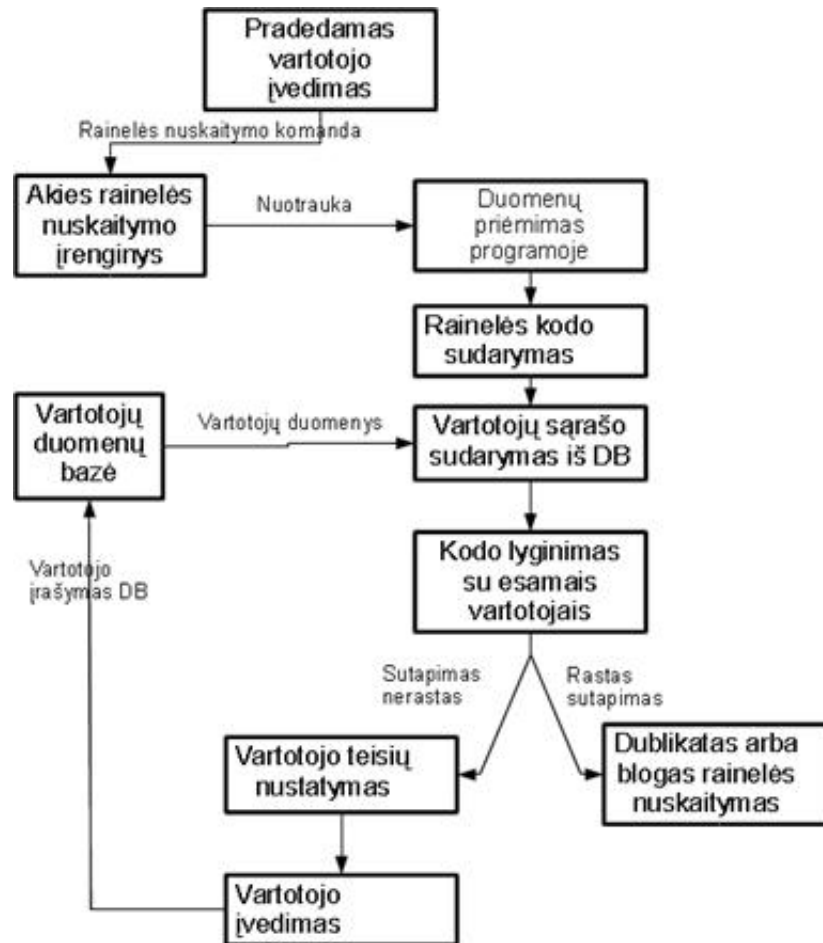 Pradedamas
vartotojo
įvedimas
Rainelės nuskaitymo komanda
Akies rainelės
nuskaitymo
įrenginys
Nuotrauka
Duomenų
priėmimas
programoje
Rainelės kodo
sudarymas
Vartotojų
duomenų
bazė
Vartotojų duomenys
Vartotojų sąrašo
sudarymas iš DB
Kodo lyginimas
su esamais
vartotojais
Vartotojo
įrašymas DB
Sutapimas
nerastas
Rastas
sutapimas
Vartotojo teisių
nustatymas
Dublikatas arba
blogas rainelės
nuskaitymas
Vartotojo
įvedimas